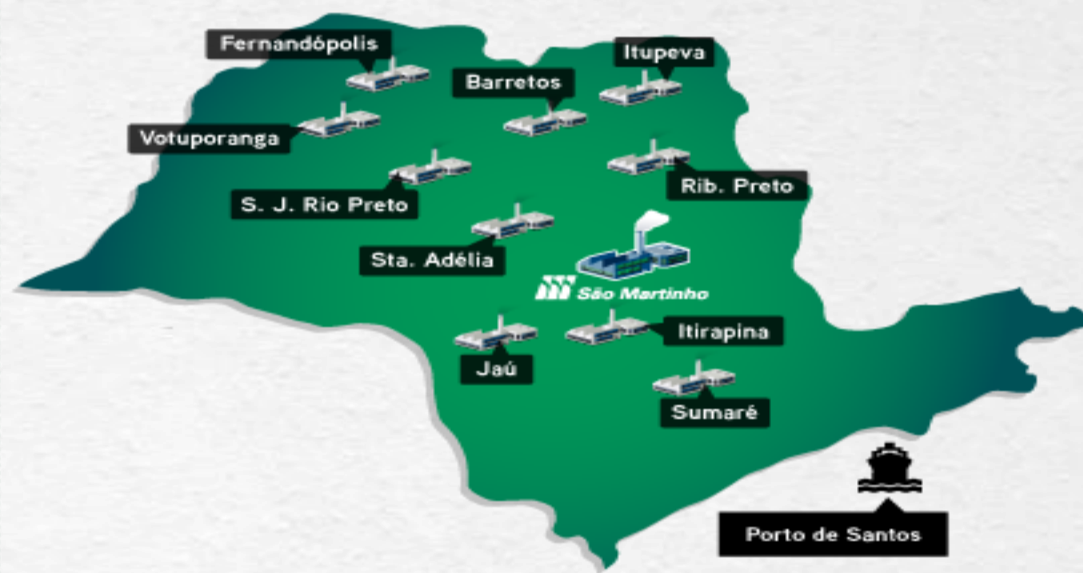 Fernandópolis
Itupeva
Barretos
Votuporanga
Rib. Preto
S. J. Rio Preto
Sta. Adélia
São Martinho
Itirapina
Jaú
Sumaré
Porto de Santos